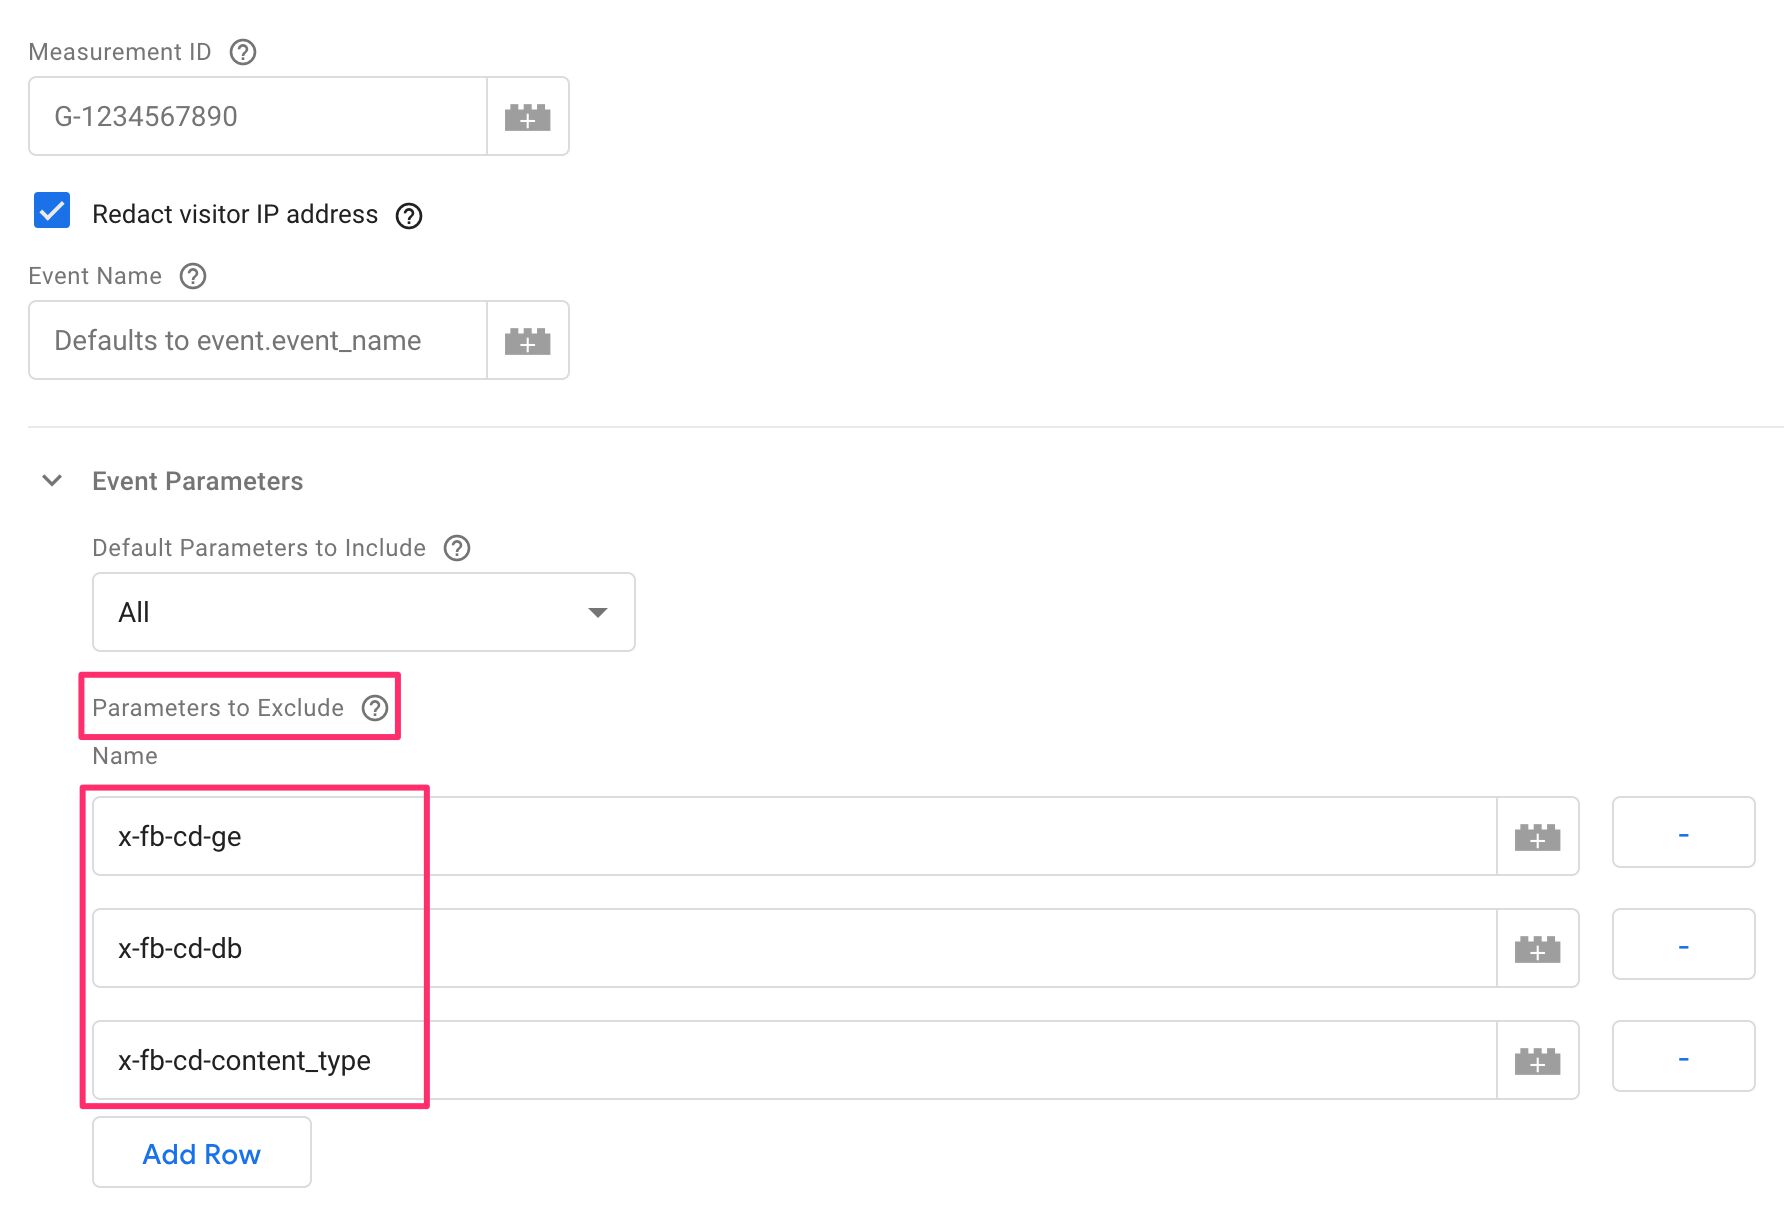 Measurement ID
G-1234567890
Redact visitor IP address
Event Name
Defaults to event.event_name
Event Parameters
Default Parameters to Include
All
Parameters to Exclude
Name
x-fb-cd-ge
-
x-fb-cd-db
-
x-fb-cd-content_type
-
Add Row